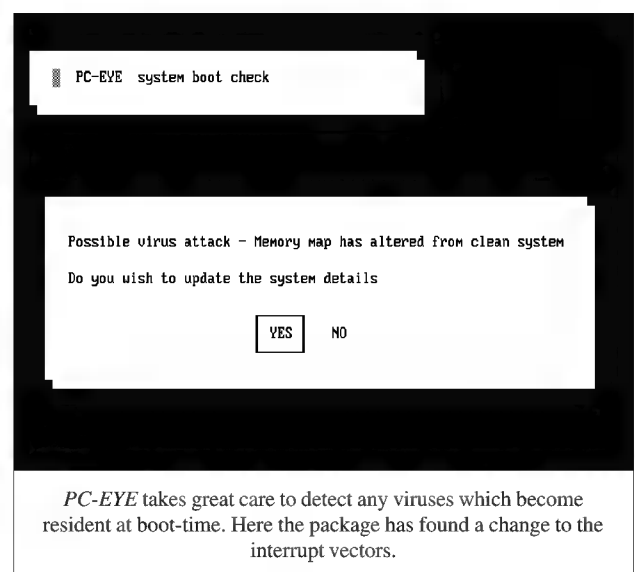 PC-EYE system boot check
Possible virus attack - Memory map has altered from clean system
Do you wish to update the system details
YES NO
PC-EYE takes great care to detect any viruses which become
resident at boot-time. Here the package has found a change to the
interrupt vectors.